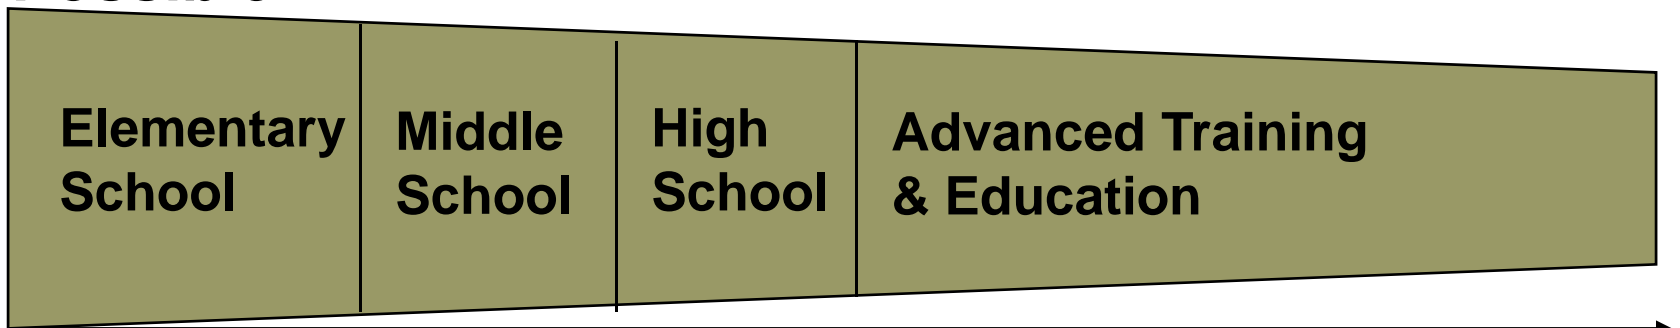 Elementary
School
Middle
School
High
School
Advanced Training
& Education